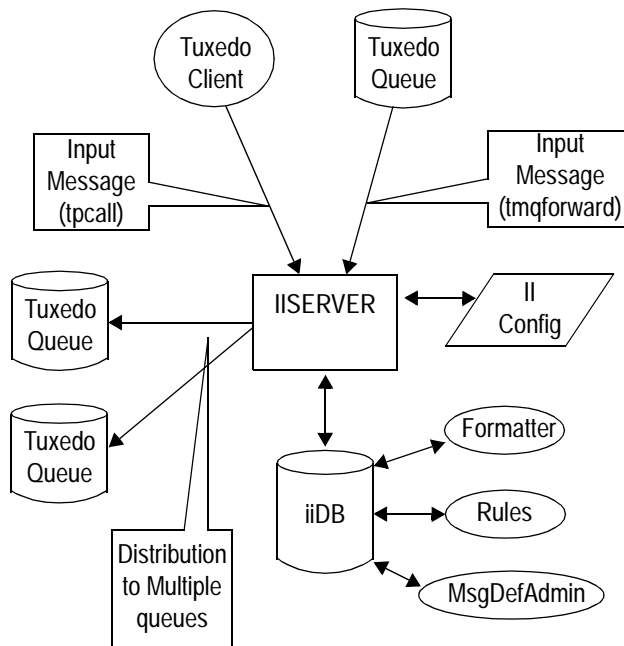 Tuxedo
Client
Tuxedo
Queue
Input
Message
(tpcall)
Input
Message
(tmqforward)
Tuxedo
Queue
IISERVER
II
Config
Tuxedo
Queue
Formatter
iiDB
Rules
Distribution
to Multiple
queues
MsgDefAdmin